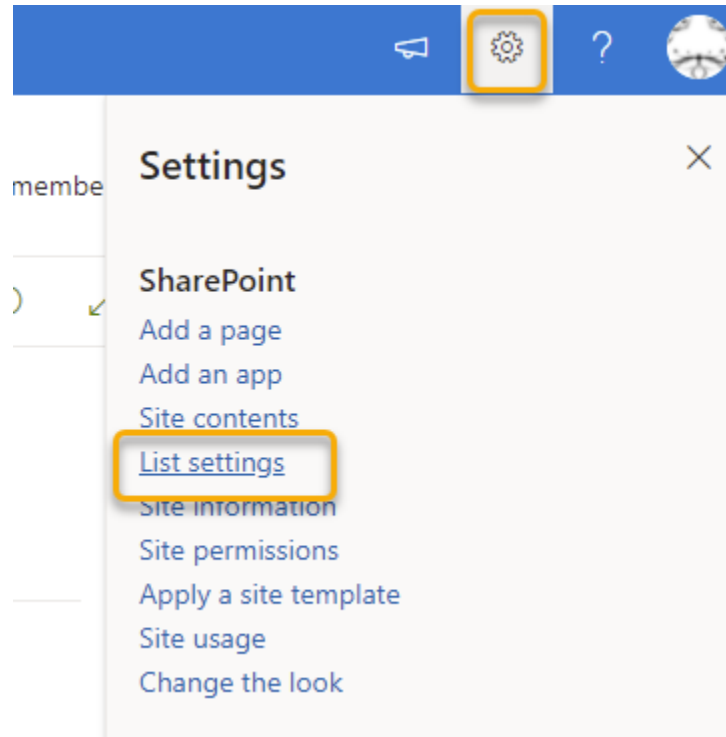 ?
Settings
membe
SharePoint
Add a page
Add an app
Site contents
List settings
Site information
Site permissions
Apply a site template
Site usage
Change the look